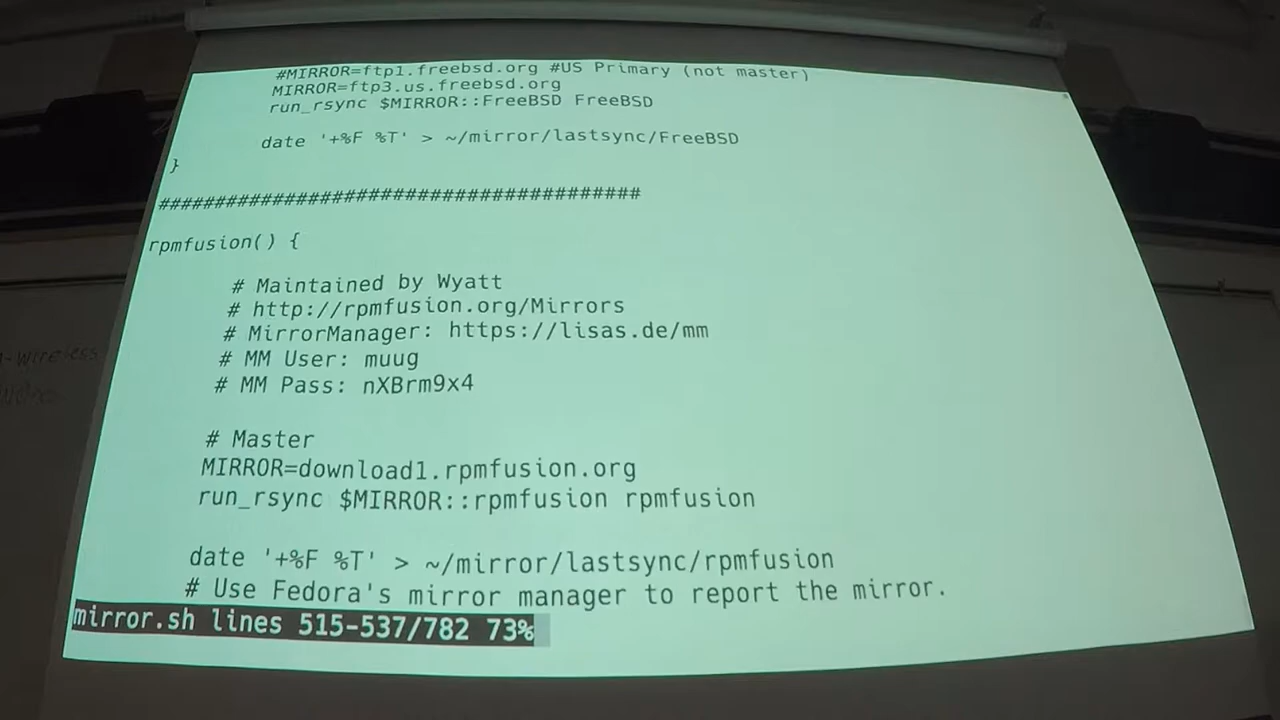 #MIRROR=ftp1.freebsd.org #US Primary (not master)
MIRROR=ftp3.us.freebsd.org
run_rsync $MIRROR::FreeBSD FreeBSD
date '+%F %T' > ~/mirror/lastsync/FreeBSD
}
#######################################
rpmfusion() {
# Maintained by Wyatt
# http://rpmfusion.org/Mirrors
# MirrorManager: https://lisas.de/mm
# MM User: muug
# MM Pass: nXBrm9x4
# Master
MIRROR=download1.rpmfusion.org
run_rsync $MIRROR::rpmfusion rpmfusion
date '+%F %T' > ~/mirror/lastsync/rpmfusion
# Use Fedora's mirror manager to report the mirror.
mirror.sh lines 515-537/782 73%